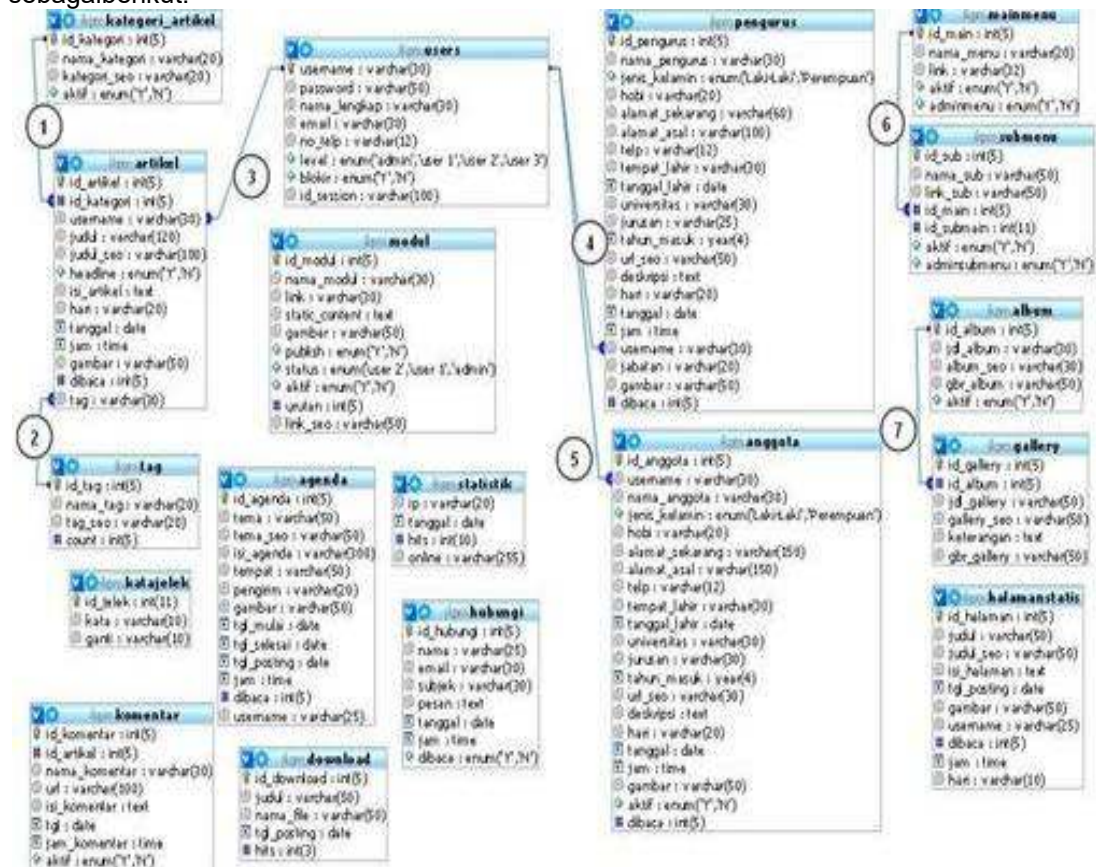 sebagaiberikut:
kategori_artikel
id_kategori : int(5)
nama_kategori : varchar(20)
kategori_seo : varchar(20)
aktif : enum('Y','N')
1
artikel
id_artikel : int(5)
id_kategori : int(5)
username : varchar(30)
judul : varchar(120)
judul_seo : varchar(100)
headline : enum('Y','N')
isi_artikel : text
hari : varchar(20)
tanggal : date
jam : time
gambar : varchar(50)
dibaca : int(5)
tag : varchar(30)
2
tag
id_tag : int(5)
nama_tag : varchar(20)
tag_seo : varchar(20)
count : int(5)
katajelek
id_jelek : int(11)
kata : varchar(10)
ganti : varchar(10)
komentar
id_komentar : int(5)
id_artikel : int(5)
nama_komentar : varchar(30)
url : varchar(100)
isi_komentar : text
tgl : date
jam_komentar : time
aktif : enum('Y','N')
users
username : varchar(30)
password : varchar(50)
nama_lengkap : varchar(30)
email : varchar(30)
no_telp : varchar(12)
level : enum('admin','user 1','user 2','user 3')
blokir : enum('Y','N')
id_session : varchar(100)
3
modul
id_modul : int(5)
nama_modul : varchar(30)
link : varchar(30)
static_content : text
gambar : varchar(50)
publish : enum('Y','N')
status : enum('user 2','user 1','admin')
aktif : enum('Y','N')
urutan : int(5)
link_seo : varchar(50)
agenda
id_agenda : int(5)
tema : varchar(50)
tema_seo : varchar(50)
isi_agenda : varchar(300)
tempat : varchar(50)
pengirim : varchar(20)
gambar : varchar(50)
tgl_mulai : date
tgl_selesai : date
tgl_posting : date
jam : time
dibaca : int(5)
username : varchar(25)
statistik
ip : varchar(20)
tanggal : date
hits : int(10)
online : varchar(255)
hubungi
id_hubungi : int(5)
nama : varchar(25)
email : varchar(30)
subjek : varchar(30)
pesan : text
tanggal : date
jam : time
dibaca : enum('Y','N')
download
id_download : int(5)
judul : varchar(50)
nama_file : varchar(50)
tgl_posting : date
hits : int(3)
pengurus
id_pengurus : int(5)
nama_pengurus : varchar(30)
jenis_kelamin : enum('Laki-Laki','Perempuan')
hobi : varchar(20)
alamat_sekarang : varchar(60)
alamat_asal : varchar(100)
telp : varchar(12)
tempat_lahir : varchar(30)
tanggal_lahir : date
universitas : varchar(30)
jurusan : varchar(25)
tahun_masuk : year(4)
url_seo : varchar(50)
deskripsi : text
hari : varchar(20)
tanggal : date
jam : time
username : varchar(30)
jabatan : varchar(20)
gambar : varchar(50)
dibaca : int(5)
4
5
anggota
id_anggota : int(5)
username : varchar(30)
nama_anggota : varchar(30)
jenis_kelamin : enum('Laki-Laki','Perempuan')
hobi : varchar(20)
alamat_sekarang : varchar(150)
alamat_asal : varchar(150)
telp : varchar(12)
tempat_lahir : varchar(30)
tanggal_lahir : date
universitas : varchar(30)
jurusan : varchar(30)
tahun_masuk : year(4)
url_seo : varchar(30)
deskripsi : text
hari : varchar(20)
tanggal : date
jam : time
gambar : varchar(50)
aktif : enum('Y','N')
dibaca : int(5)
mainmenu
id_main : int(5)
nama_menu : varchar(20)
link : varchar(32)
aktif : enum('Y','N')
adminmenu : enum('Y','N')
6
submenu
id_sub : int(5)
nama_sub : varchar(50)
link_sub : varchar(50)
id_main : int(5)
id_submain : int(11)
aktif : enum('Y','N')
adminsubmenu : enum('Y','N')
album
id_album : int(5)
jdl_album : varchar(30)
album_seo : varchar(30)
gbr_album : varchar(50)
aktif : enum('Y','N')
7
gallery
id_gallery : int(5)
id_album : int(5)
jdl_gallery : varchar(50)
gallery_seo : varchar(50)
keterangan : text
gbr_gallery : varchar(50)
halamanstatis
id_halaman : int(5)
judul : varchar(50)
judul_seo : varchar(50)
isi_halaman : text
tgl_posting : date
gambar : varchar(50)
username : varchar(25)
dibaca : int(5)
jam : time
hari : varchar(10)